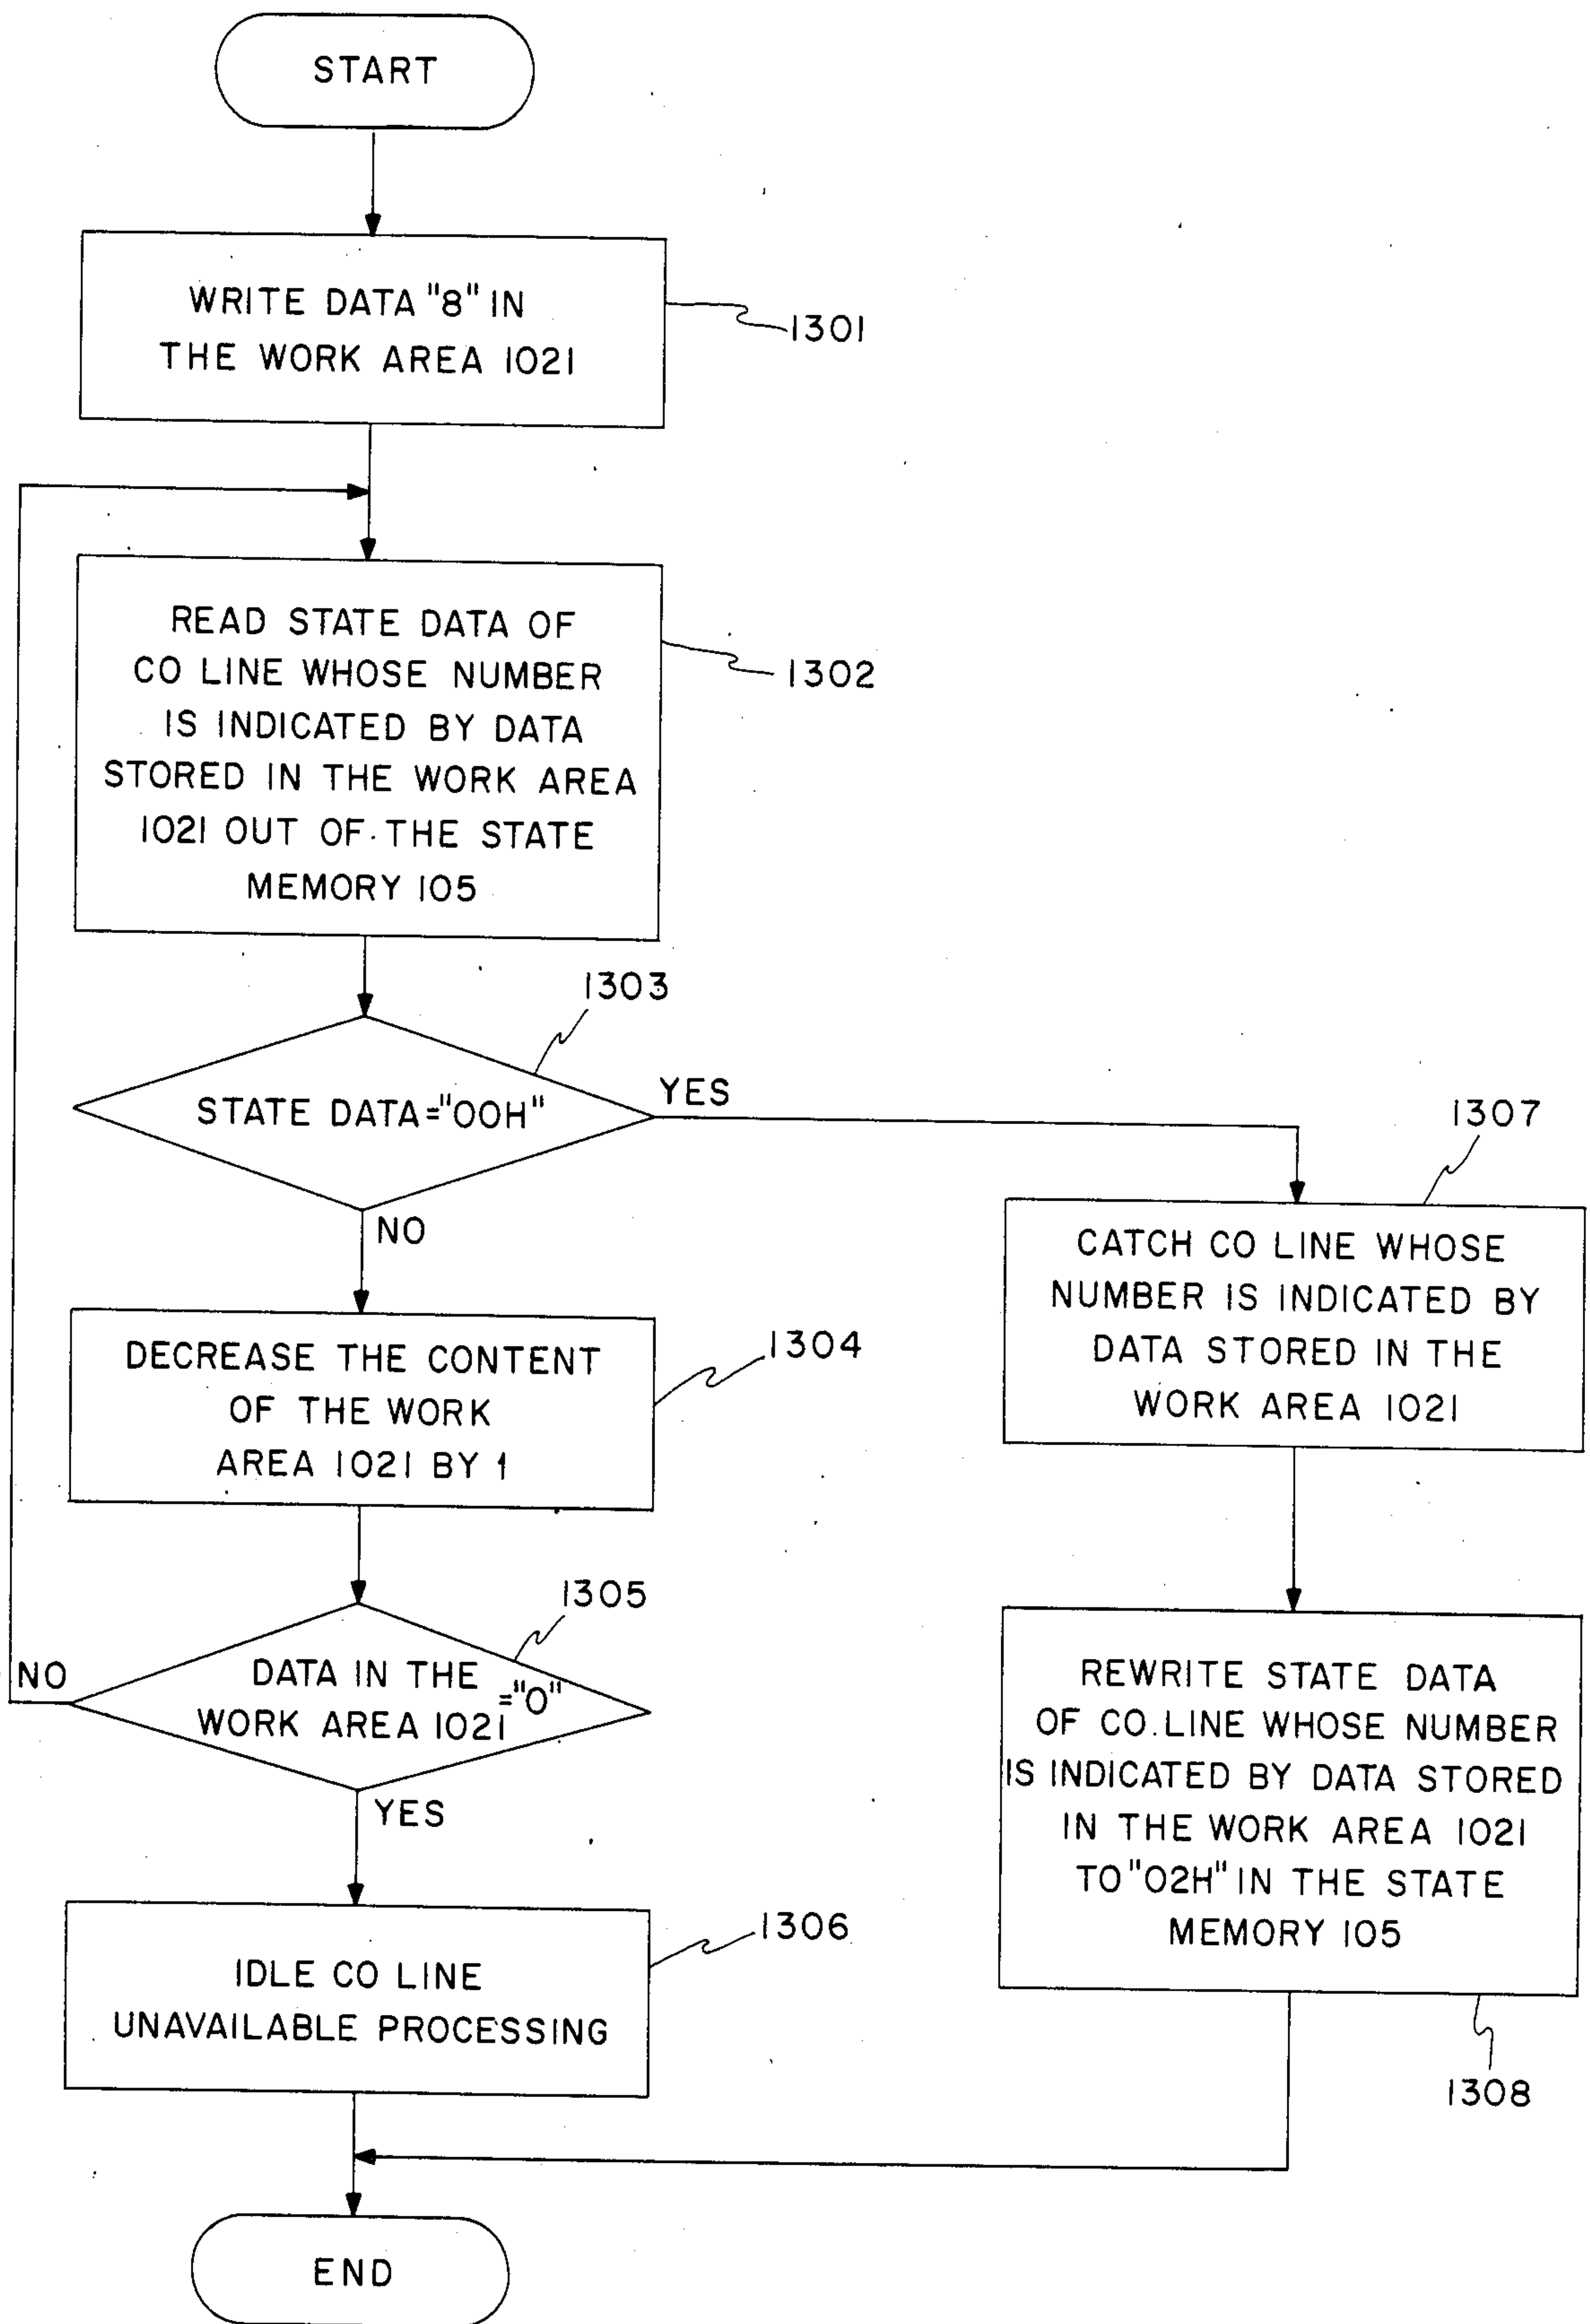 START
WRITE DATA "8" IN
THE WORK AREA 1021
1301
READ STATE DATA OF
CO LINE WHOSE NUMBER
IS INDICATED BY DATA
STORED IN THE WORK AREA
1021 OUT OF THE STATE
MEMORY 105
1302
1303
STATE DATA="00H"
YES
NO
DECREASE THE CONTENT
OF THE WORK
AREA 1021 BY 1
1304
1305
DATA IN THE
WORK AREA 1021 ="0"
NO
YES
IDLE CO LINE
UNAVAILABLE PROCESSING
1306
1307
CATCH CO LINE WHOSE
NUMBER IS INDICATED BY
DATA STORED IN THE
WORK AREA 1021
REWRITE STATE DATA
OF CO.LINE WHOSE NUMBER
IS INDICATED BY DATA STORED
IN THE WORK AREA 1021
TO "02H" IN THE STATE
MEMORY 105
1308
END